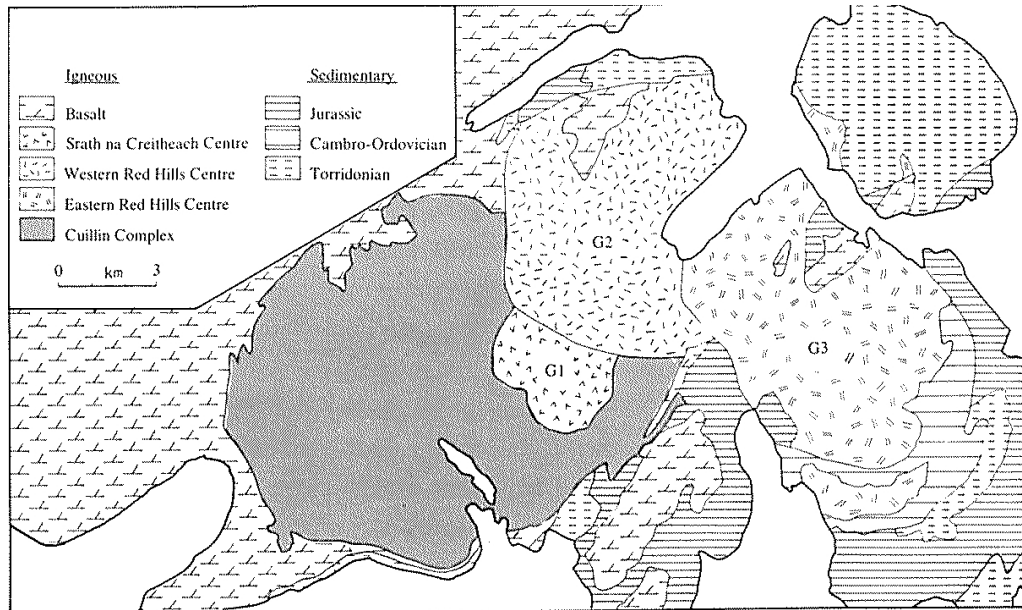 Igneous
Basalt
Srath na Creitheach Centre
Western Red Hills Centre
Eastern Red Hills Centre
Cuillin Complex
0 km 3
Sedimentary
Jurassic
Cambro-Ordovician
Torridonian
G2
G1
G3